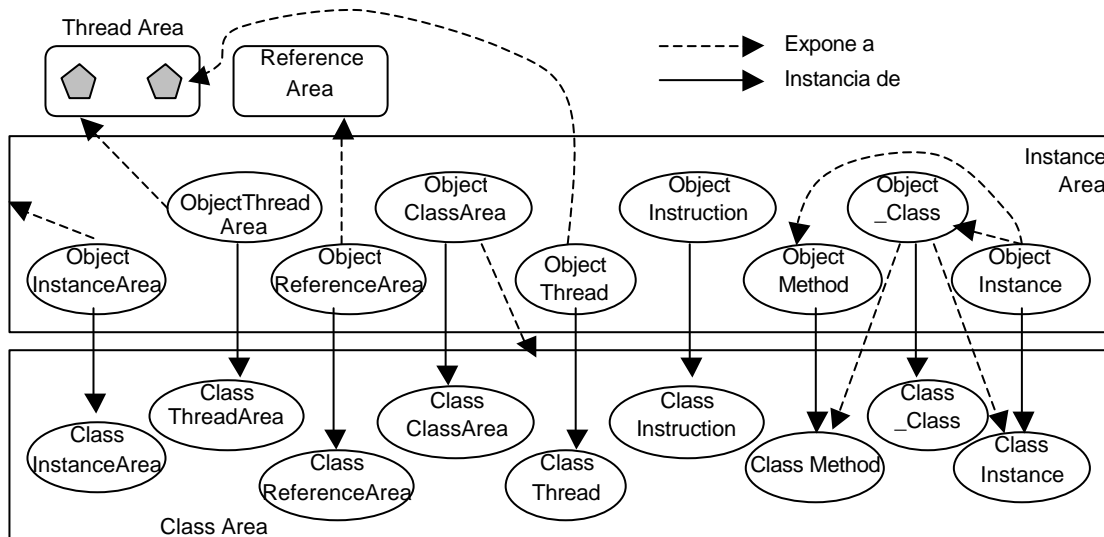 Thread Area
Reference
Area
Expone a
Instancia de
Instance
Area
ObjectThread
Area
Object
ClassArea
Object
Instruction
Object
_Class
Object
InstanceArea
Object
ReferenceArea
Object
Thread
Object
Method
Object
Instance
Class
ThreadArea
Class
ClassArea
Class
Instruction
Class
_Class
Class
InstanceArea
Class
ReferenceArea
Class
Thread
Class Method
Class
Instance
Class Area